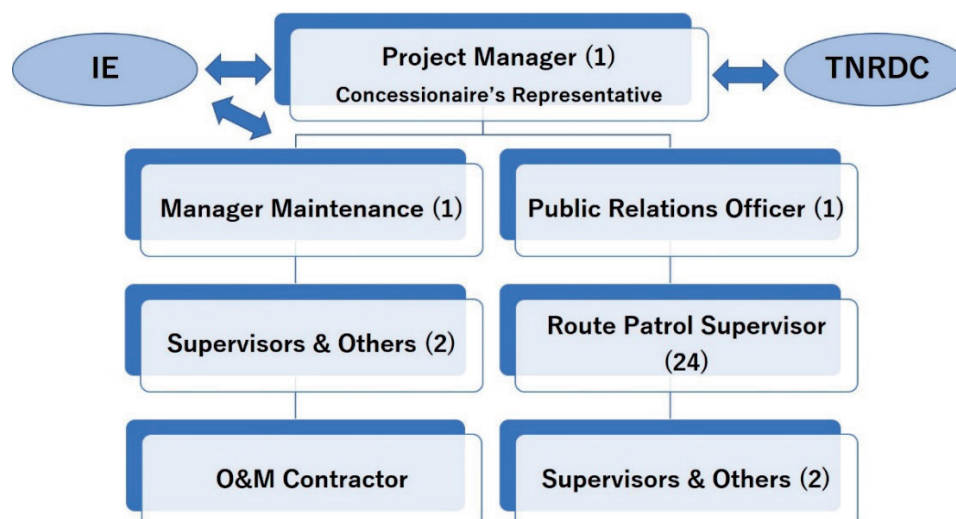 IE
Project Manager (1)
Concessionaire's Representative
TNRDC
Manager Maintenance (1)
Public Relations Officer (1)
Supervisors & Others (2)
Route Patrol Supervisor
(24)
O&M Contractor
Supervisors & Others (2)